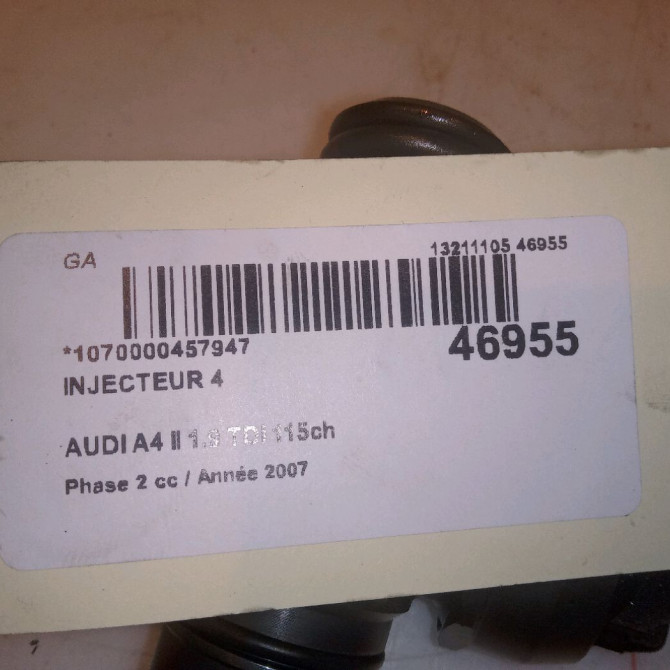 GA
13211105 46955
*1070000457947
46955
INJECTEUR 4
AUDI A4 II 1.9 TDI 115ch
Phase 2 cc / Année 2007